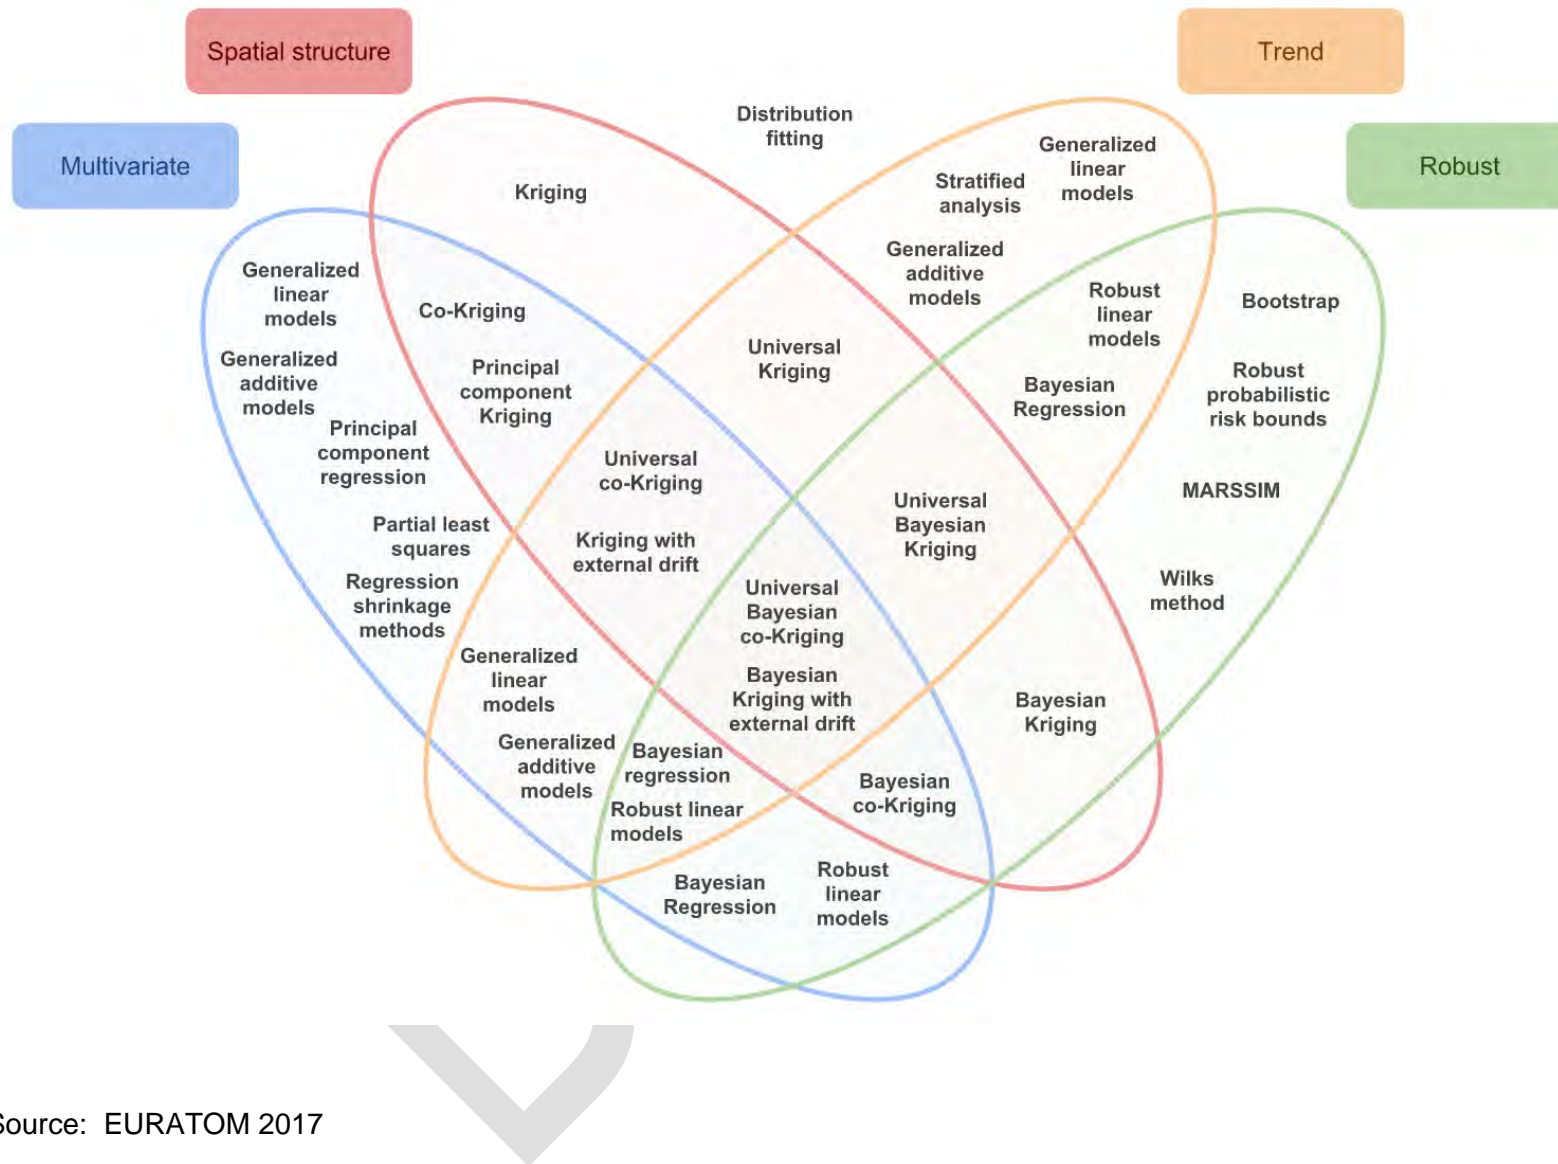 Spatial structure
Trend
Multivariate
Robust
Distribution
fitting
Kriging
Stratified
analysis
Generalized
linear
models
Generalized
additive
models
Generalized
linear
models
Co-Kriging
Robust
linear
models
Bootstrap
Generalized
additive
models
Principal
component
Kriging
Universal
Kriging
Bayesian
Regression
Robust
probabilistic
risk bounds
Principal
component
regression
Universal
co-Kriging
MARSSIM
Partial least
squares
Kriging with
external drift
Universal
Bayesian
Kriging
Regression
shrinkage
methods
Universal
Bayesian
co-Kriging
Wilks
method
Generalized
linear
models
Bayesian
Kriging with
external drift
Bayesian
Kriging
Generalized
additive
models
Bayesian
regression
Robust linear
models
Bayesian
co-Kriging
Bayesian
Regression
Robust
linear
models
Source: EURATOM 2017